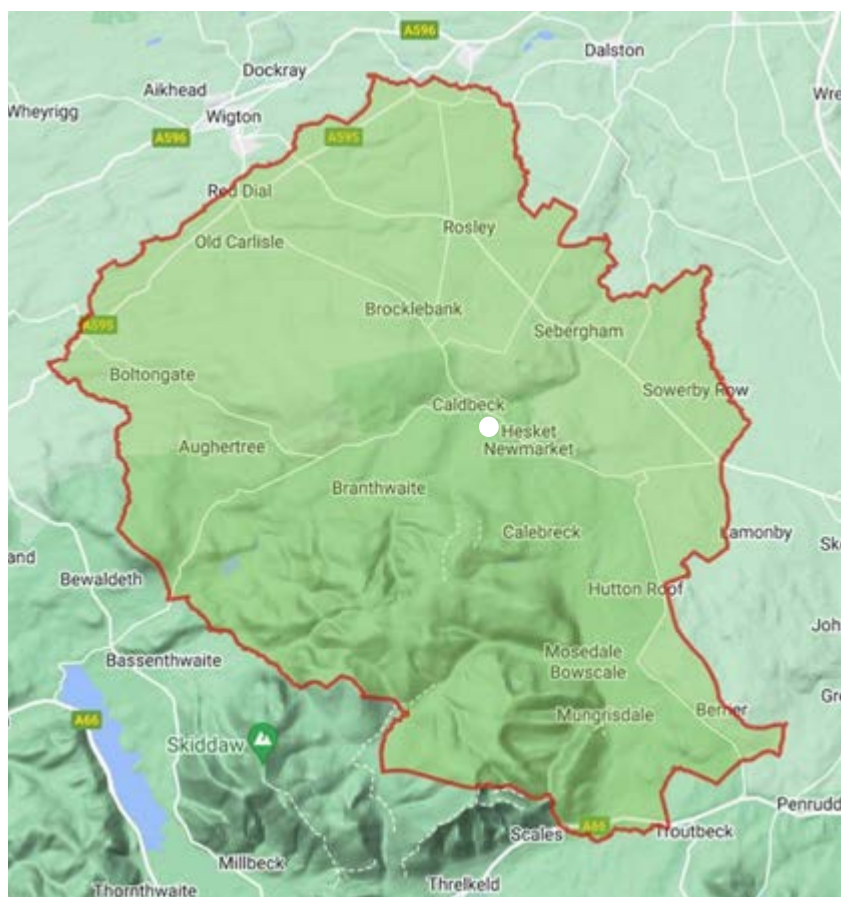 A596
Dalston
Dockray
Aikhead
Wheyrigg
Wigton
A596
A595
Red Dial
Rosley
Old Carlisle
Brocklebank
A595
Sebergham
Boltongate
Sowerby Row
Caldbeck
Hesket
Newmarket
Aughertree
Branthwaite
Calebreck
Lamonby
Bewaldeth
Hutton Roof
Mosedale
Bowscale
Bassenthwaite
Mungrisdale
Berrier
A66
Skiddaw
Penrudd
A66
Scales
Troutbeck
Millbeck
Threlkeld
Thornthwaite
Wre
and
Sk
Joh
Gr